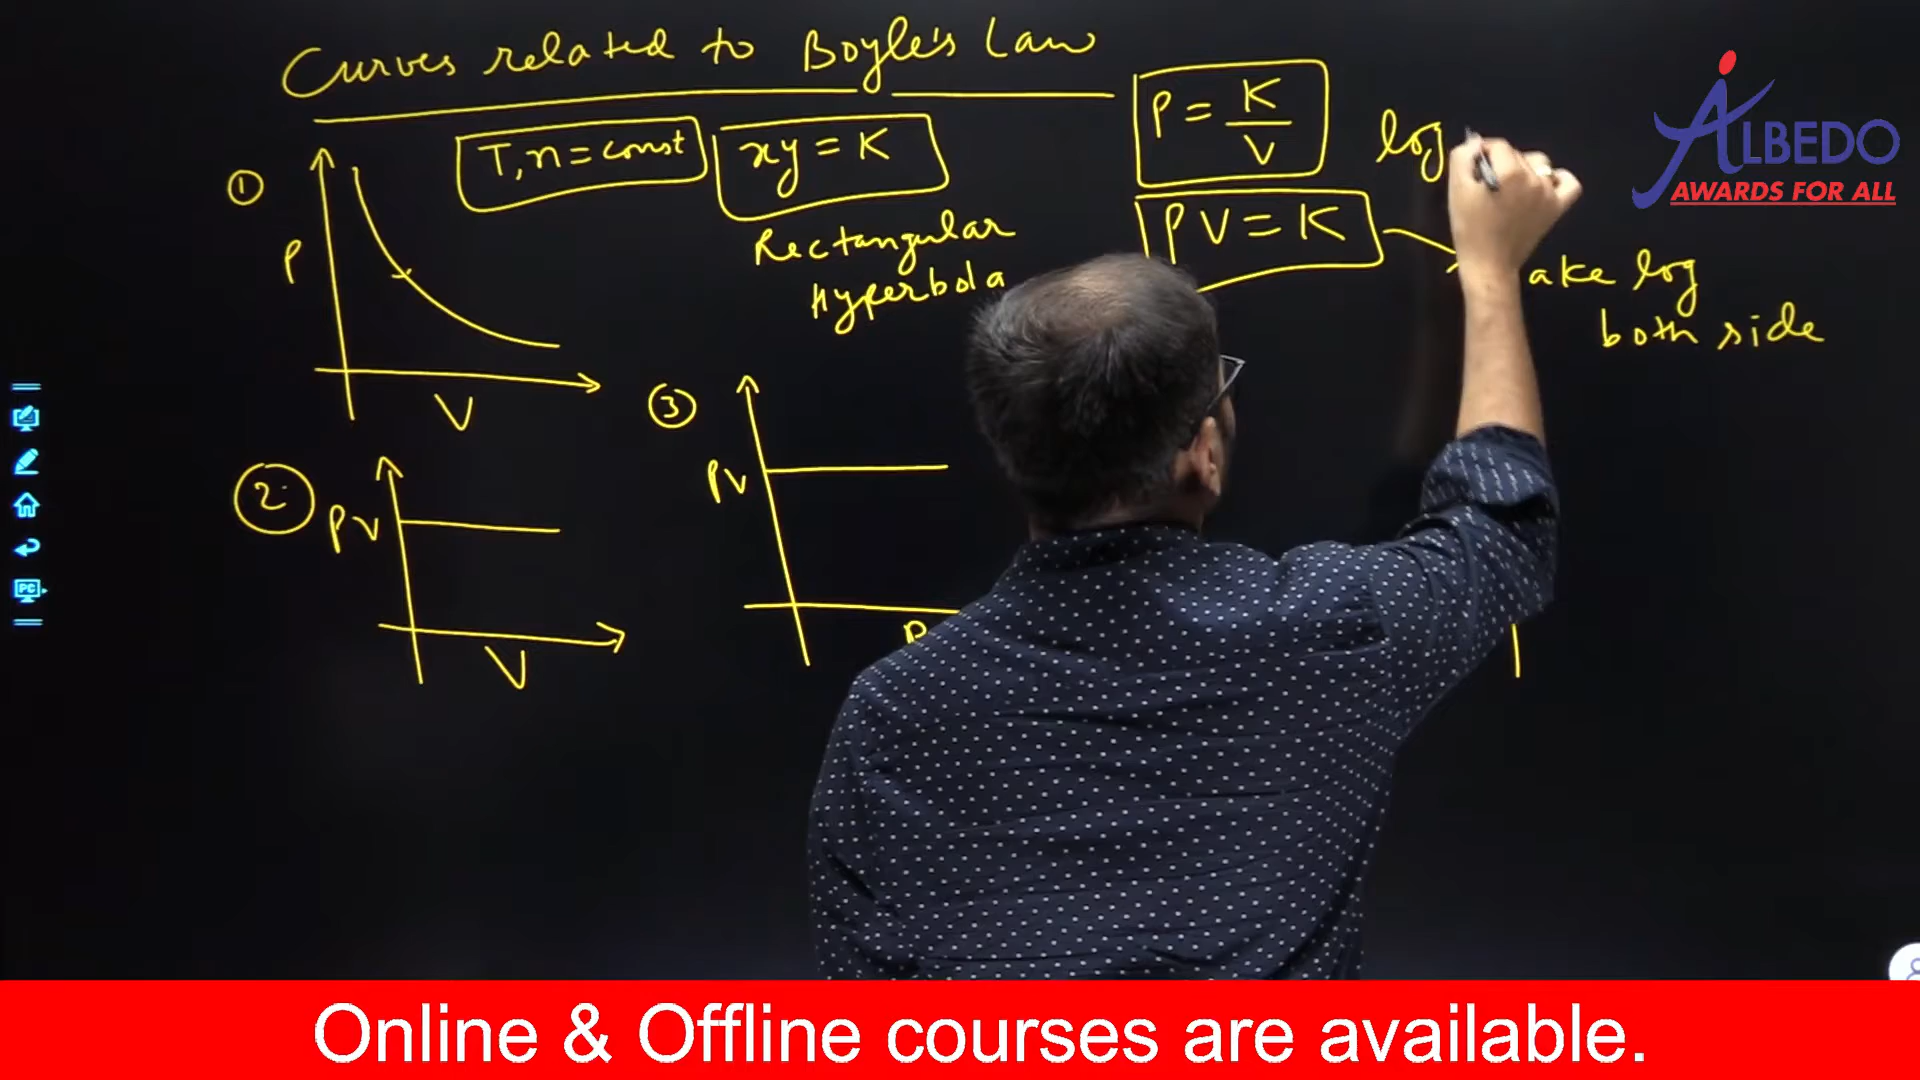 Curves related to Boyle's Law
T, n = const
xy = K
Rectangular
Hyperbola
P = K/V
PV = K
log
ake log
both side
①
P
V
②
PV
V
③
PV
P
ALBEDO
AWARDS FOR ALL
PC
Online & Offline courses are available.